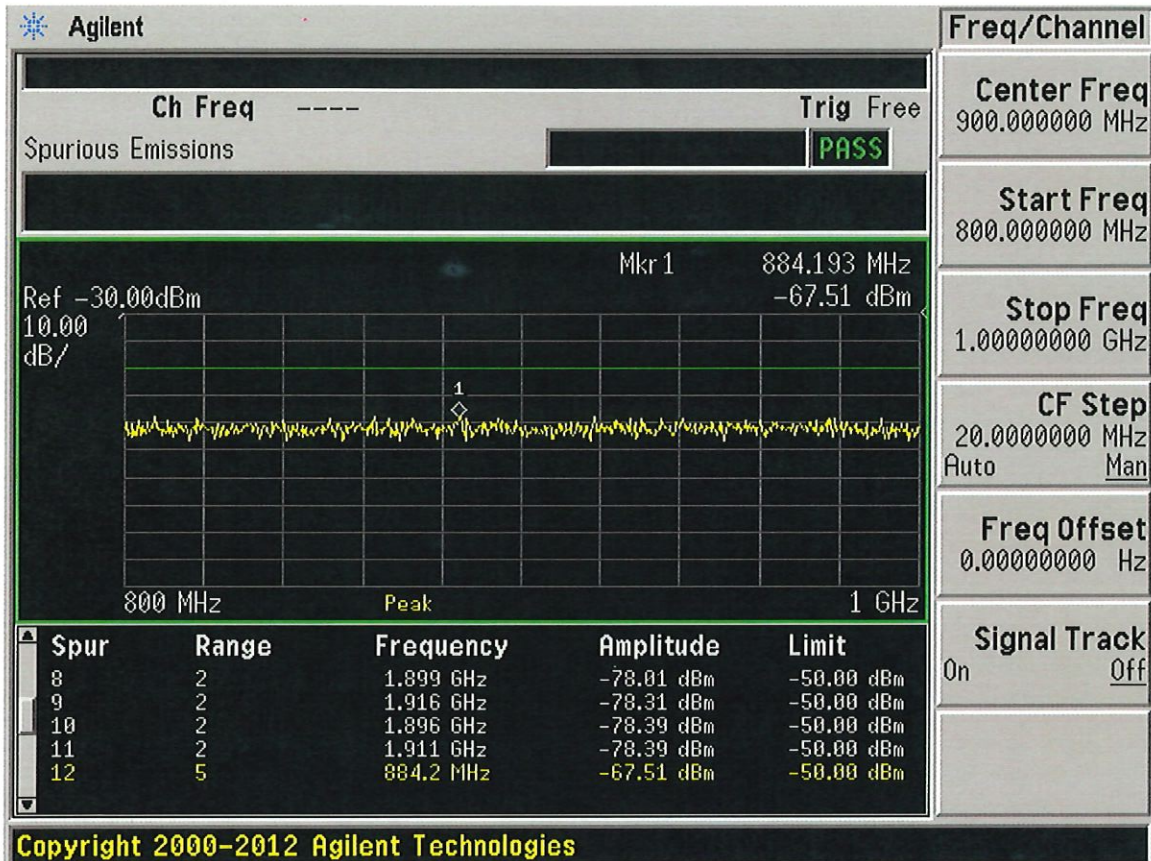 Agilent
Freq/Channel
Ch Freq ----
Trig Free
Spurious Emissions
PASS
Mkr1 884.193 MHz
-67.51 dBm
Ref -30.00dBm
10.00
dB/
1
800 MHz
Peak
1 GHz
Spur Range Frequency Amplitude Limit
8 2 1.899 GHz -78.01 dBm -50.00 dBm
9 2 1.916 GHz -78.31 dBm -50.00 dBm
10 2 1.896 GHz -78.39 dBm -50.00 dBm
11 2 1.911 GHz -78.39 dBm -50.00 dBm
12 5 884.2 MHz -67.51 dBm -50.00 dBm
Copyright 2000-2012 Agilent Technologies
Center Freq
900.000000 MHz
Start Freq
800.000000 MHz
Stop Freq
1.00000000 GHz
CF Step
20.0000000 MHz
Auto Man
Freq Offset
0.00000000 Hz
Signal Track
On Off